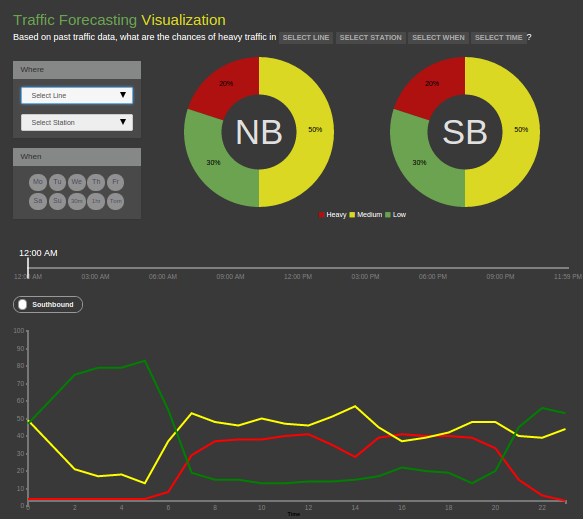 Traffic Forecasting Visualization
Based on past traffic data, what are the chances of heavy traffic in SELECT LINE SELECT STATION SELECT WHEN SELECT TIME ?
Where
Select Line ▼
Select Station ▼
When
Mo Tu We Th Fr
Sa Su 30m 1hr Tom
20% 50% 30% NB
20% 50% 30% SB
Heavy Medium Low
12:00 AM
12:00 AM 03:00 AM 06:00 AM 09:00 AM 12:00 PM 03:00 PM 06:00 PM 09:00 PM 11:59 PM
Southbound
100
90
80
70
60
50
40
30
20
10
0
0 2 4 6 8 10 12 14 16 18 20 22
Time